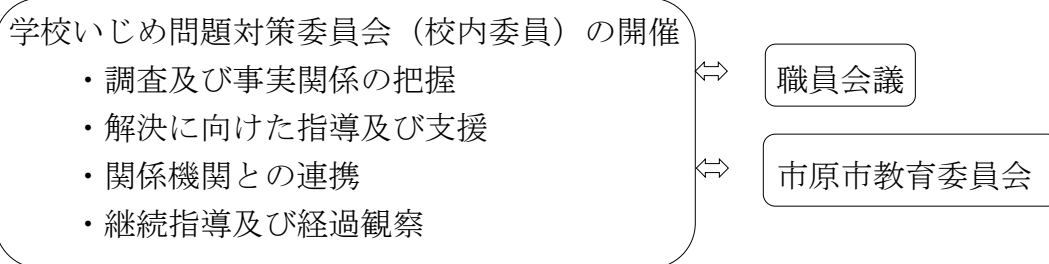 学校いじめ問題対策委員会（校内委員）の開催
・調査及び事実関係の把握
⇔ 職員会議
・解決に向けた指導及び支援
・関係機関との連携
⇔ 市原市教育委員会
・継続指導及び経過観察